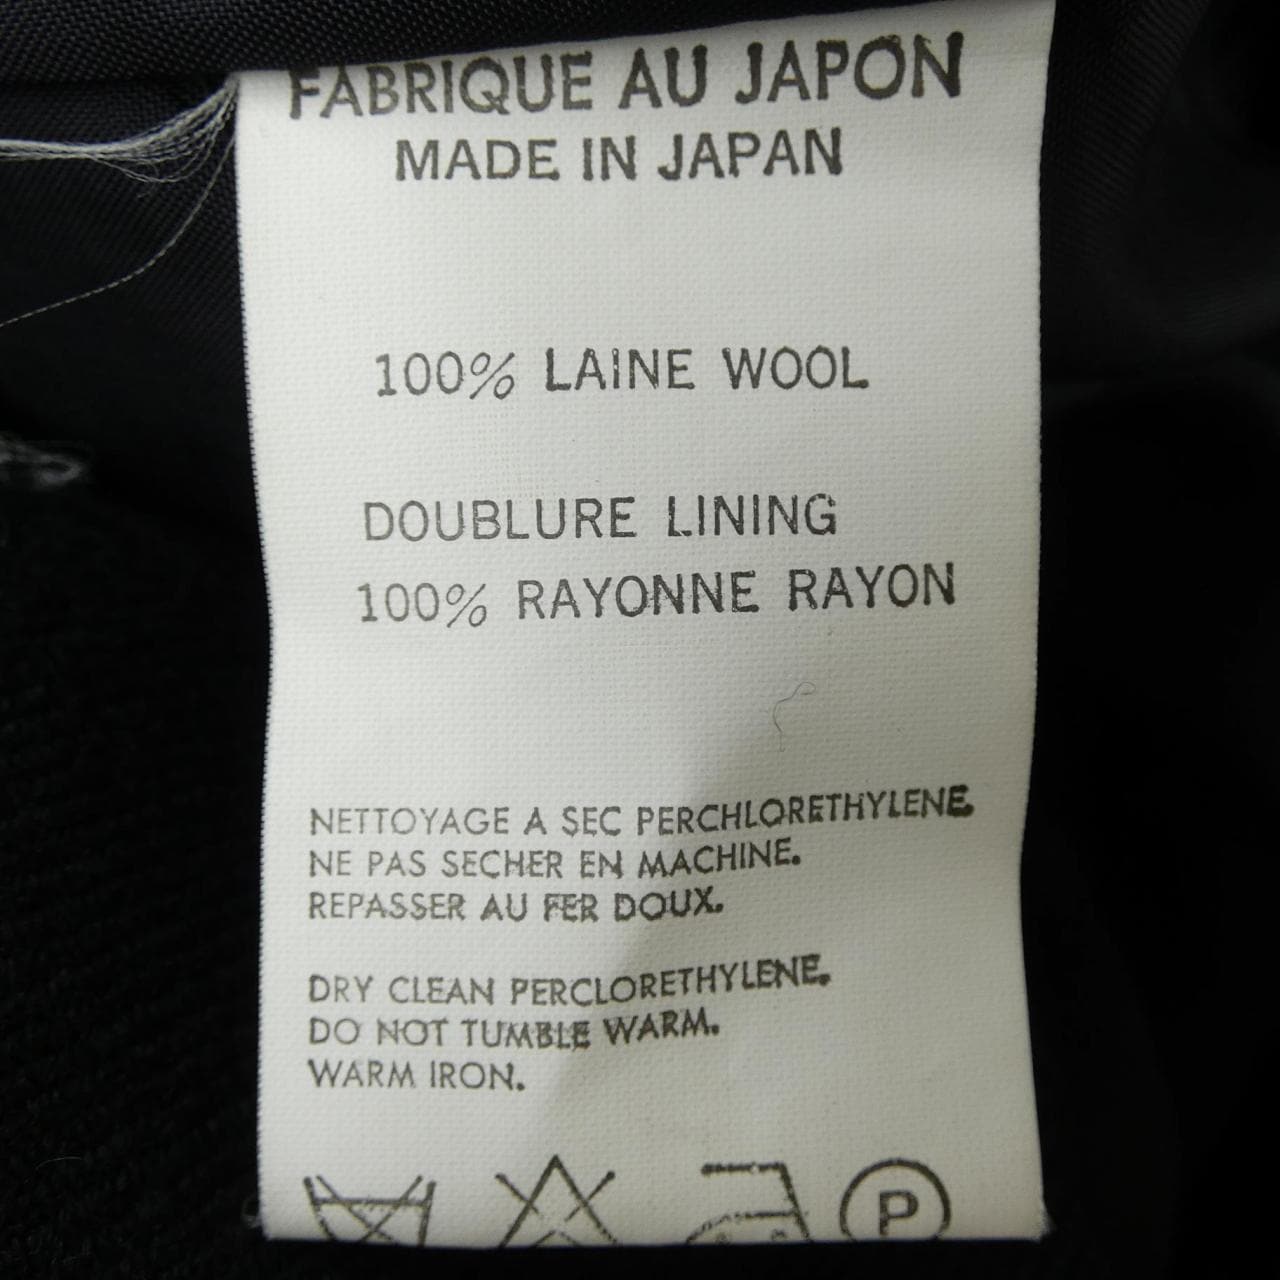 FABRIQUE AU JAPON
MADE IN JAPAN
100% LAINE WOOL
DOUBLURE LINING
100% RAYONNE RAYON
NETTOYAGE A SEC PERCHLORETHYLENE.
NE PAS SECHER EN MACHINE.
REPASSER AU FER DOUX.
DRY CLEAN PERCLORETHYLENE.
DO NOT TUMBLE WARM.
WARM IRON.
P